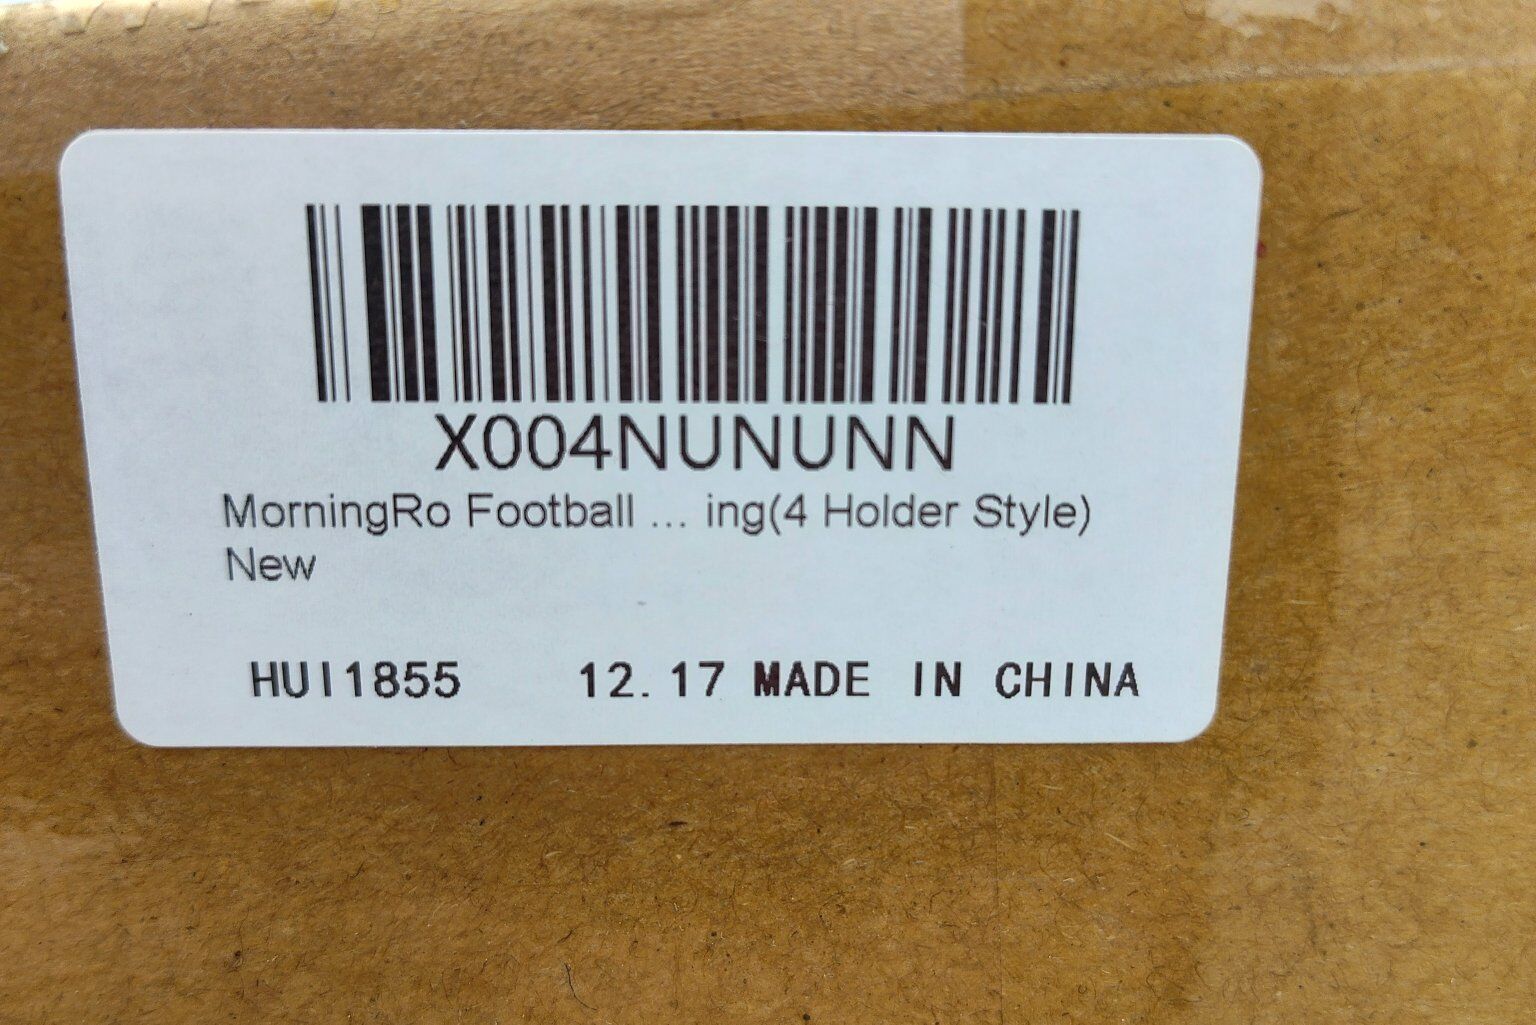 X004NUNUNN
MorningRo Football ... ing(4 Holder Style)
New
HUI1855 12.17 MADE IN CHINA